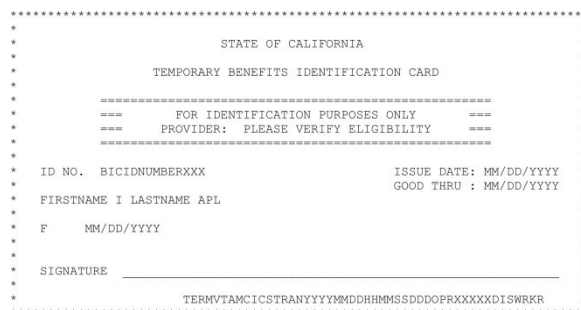 ******************************************************************************
*
* STATE OF CALIFORNIA
*
* TEMPORARY BENEFITS IDENTIFICATION CARD
*
* ====================================================
* === FOR IDENTIFICATION PURPOSES ONLY ===
* === PROVIDER: PLEASE VERIFY ELIGIBILITY ===
* ====================================================
*
* ID NO. BICIDNUMBERXXX ISSUE DATE: MM/DD/YYYY
* GOOD THRU : MM/DD/YYYY
* FIRSTNAME I LASTNAME APL
*
* F MM/DD/YYYY
*
*
* SIGNATURE __________________________________________________________
*
* TERMVTAMCICSTRANYYYYMMDDHHMMSSDDDOPRXXXXXDISWRKR